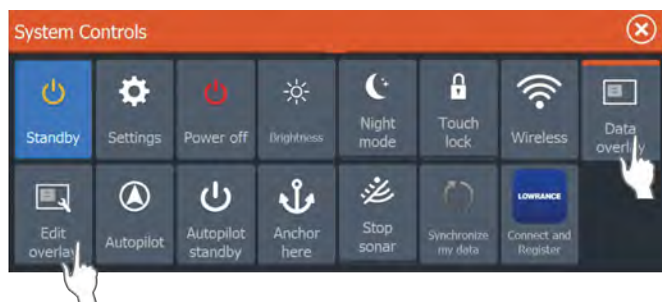 System Controls
Standby
Settings
Power off
Brightness
Night
mode
Touch
lock
Wireless
Data
overlay
Edit
overlay
Autopilot
Autopilot
standby
Anchor
here
Stop
sonar
Synchronize
my data
LOWRANCE
Connect and
Register